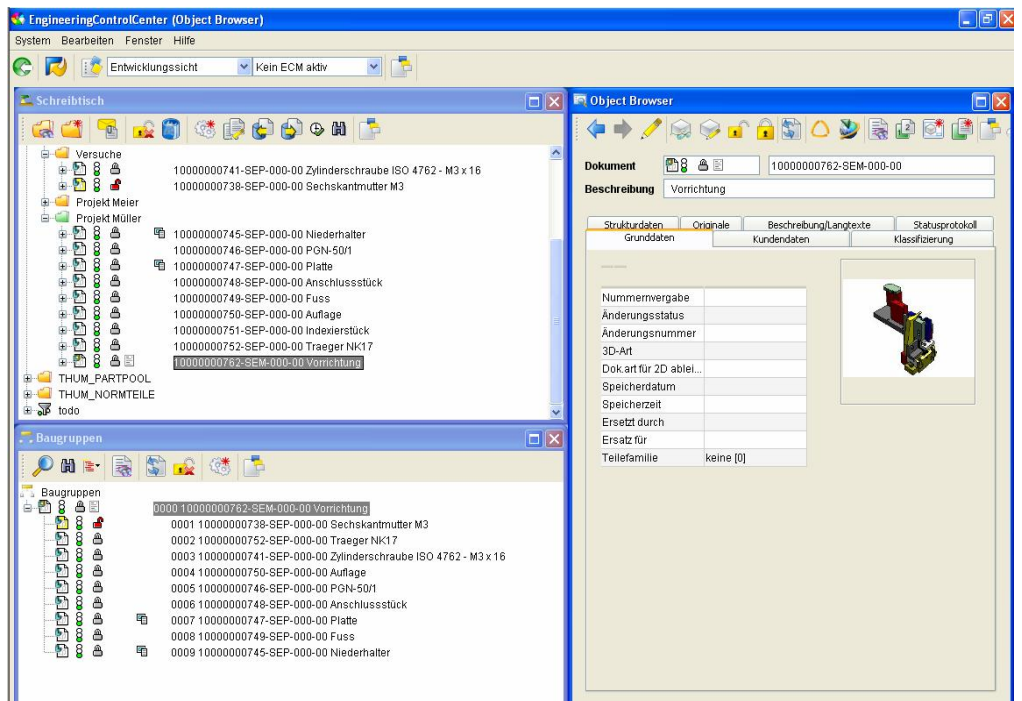 EngineeringControlCenter (Object Browser)
System Bearbeiten Fenster Hilfe
Entwicklungssicht Kein ECM aktiv
Schreibtisch
Versuche
10000000741-SEP-000-00 Zylinderschraube ISO 4762 - M3 x 16
10000000738-SEP-000-00 Sechskantmutter M3
Projekt Meier
Projekt Müller
10000000745-SEP-000-00 Niederhalter
10000000746-SEP-000-00 PGN-50/1
10000000747-SEP-000-00 Platte
10000000748-SEP-000-00 Anschlussstück
10000000749-SEP-000-00 Fuss
10000000750-SEP-000-00 Auflage
10000000751-SEP-000-00 Indexierstück
10000000752-SEP-000-00 Traeger NK17
10000000762-SEM-000-00 Vorrichtung
THUM_PARTPOOL
THUM_NORMTEILE
todo
Baugruppen
Baugruppen
0000 10000000762-SEM-000-00 Vorrichtung
0001 10000000738-SEP-000-00 Sechskantmutter M3
0002 10000000752-SEP-000-00 Traeger NK17
0003 10000000741-SEP-000-00 Zylinderschraube ISO 4762 - M3 x 16
0004 10000000750-SEP-000-00 Auflage
0005 10000000746-SEP-000-00 PGN-50/1
0006 10000000748-SEP-000-00 Anschlussstück
0007 10000000747-SEP-000-00 Platte
0008 10000000749-SEP-000-00 Fuss
0009 10000000745-SEP-000-00 Niederhalter
Object Browser
Dokument 10000000762-SEM-000-00
Beschreibung Vorrichtung
Strukturdaten Originale Beschreibung/Langtexte Statusprotokoll
Grunddaten Kundendaten Klassifizierung
Nummernvergabe
Änderungsstatus
Änderungsnummer
3D-Art
Dok.art für 2D ablei...
Speicherdatum
Speicherzeit
Ersetzt durch
Ersatz für
Teilefamilie keine [0]